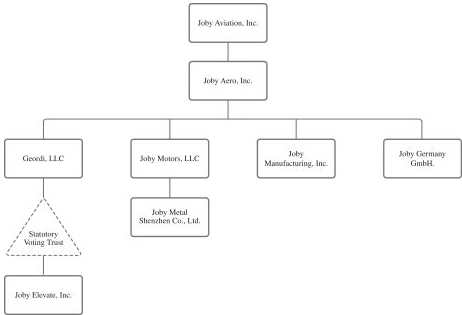 Joby Aviation, Inc.
Joby Aero, Inc.
Geordi, LLC
Joby Motors, LLC
Joby
Manufacturing, Inc.
Joby Germany
GmbH.
Joby Metal
Shenzhen Co., Ltd.
Statutory
Voting Trust
Joby Elevate, Inc.